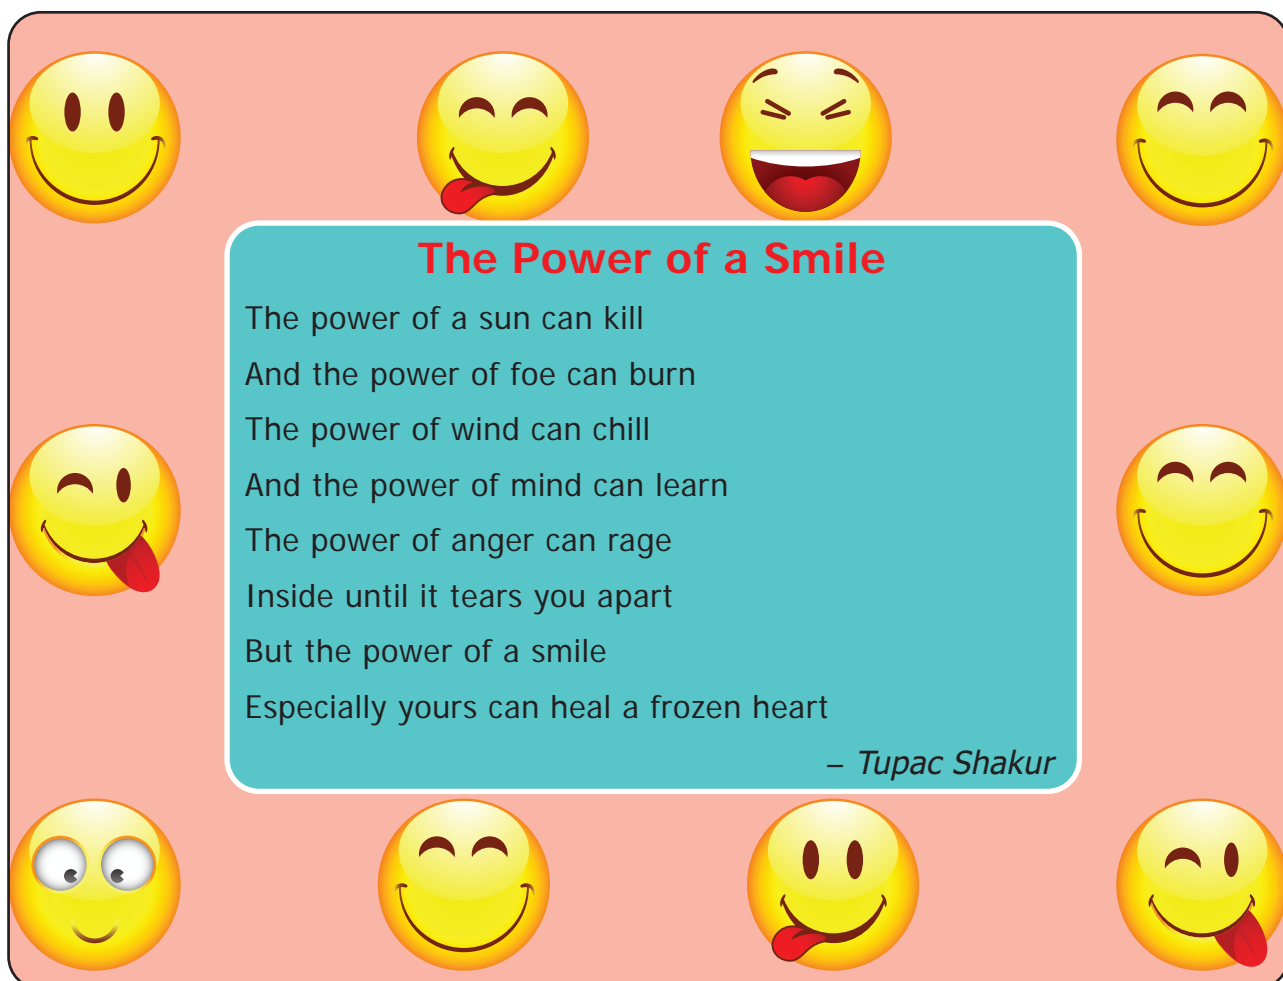 The Power of a Smile
The power of a sun can kill
And the power of foe can burn
The power of wind can chill
And the power of mind can learn
The power of anger can rage
Inside until it tears you apart
But the power of a smile
Especially yours can heal a frozen heart
– Tupac Shakur